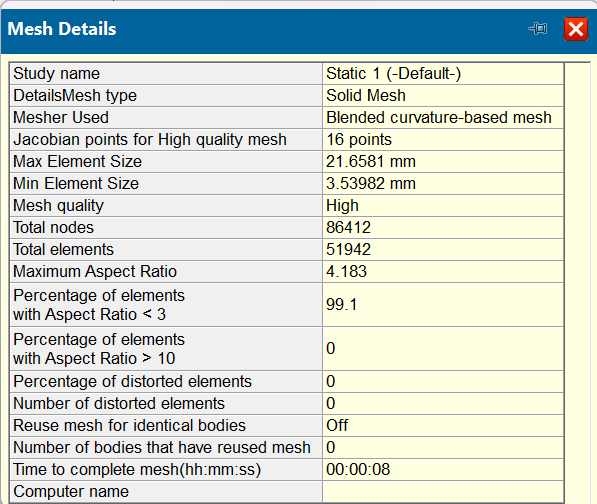 Mesh Details
Study name Static 1 (-Default-)
DetailsMesh type Solid Mesh
Mesher Used Blended curvature-based mesh
Jacobian points for High quality mesh 16 points
Max Element Size 21.6581 mm
Min Element Size 3.53982 mm
Mesh quality High
Total nodes 86412
Total elements 51942
Maximum Aspect Ratio 4.183
Percentage of elements
with Aspect Ratio < 3 99.1
Percentage of elements
with Aspect Ratio > 10 0
Percentage of distorted elements 0
Number of distorted elements 0
Reuse mesh for identical bodies Off
Number of bodies that have reused mesh 0
Time to complete mesh(hh:mm:ss) 00:00:08
Computer name